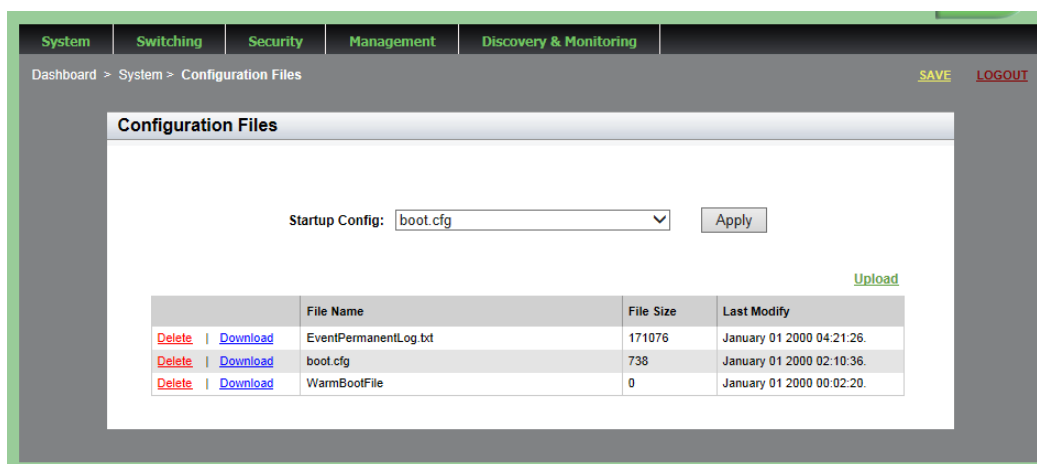 System Switching Security Management Discovery & Monitoring
Dashboard > System > Configuration Files SAVE LOGOUT
Configuration Files
Startup Config: boot.cfg Apply
Upload
File Name File Size Last Modify
Delete | Download EventPermanentLog.txt 171076 January 01 2000 04:21:26.
Delete | Download boot.cfg 738 January 01 2000 02:10:36.
Delete | Download WarmBootFile 0 January 01 2000 00:02:20.